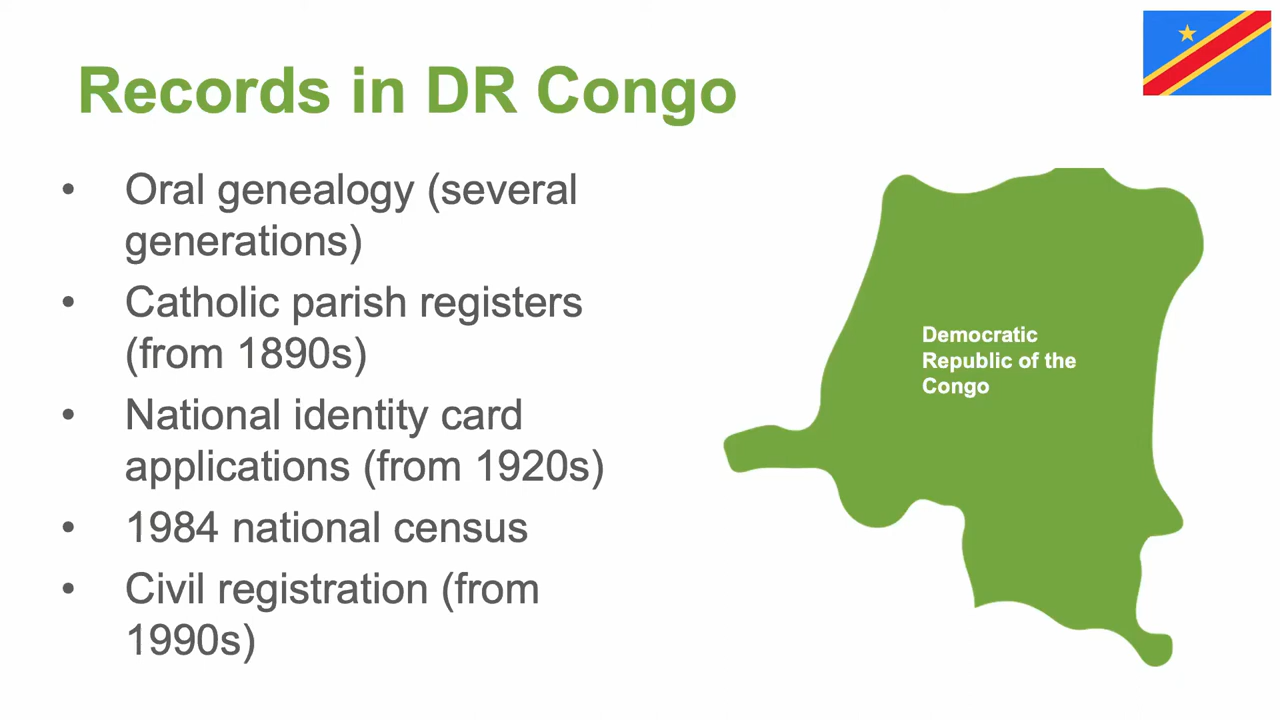 Records in DR Congo
• Oral genealogy (several
generations)
• Catholic parish registers
(from 1890s)
• National identity card
applications (from 1920s)
• 1984 national census
• Civil registration (from
1990s)
Democratic
Republic of the
Congo